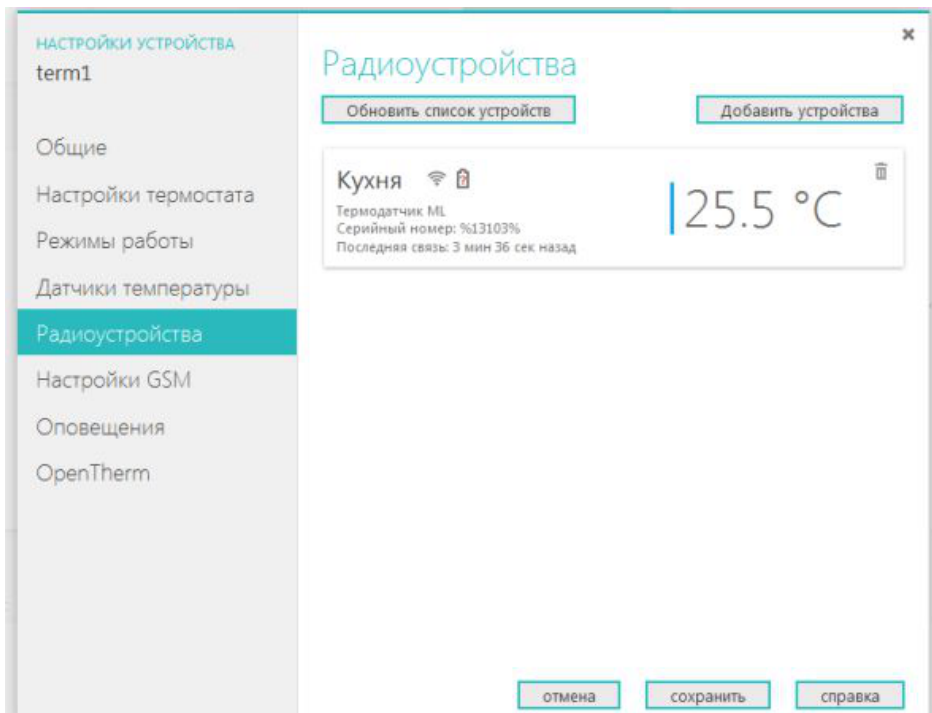 НАСТРОЙКИ УСТРОЙСТВА
term1
Общие
Настройки термостата
Режимы работы
Датчики температуры
Радиоустройства
Настройки GSM
Оповещения
OpenTherm
Радиоустройства
Обновить список устройств
Добавить устройства
Кухня
Термодатчик ML
Серийный номер: %13103%
Последняя связь: 3 мин 36 сек назад
25.5 °C
отмена
сохранить
справка